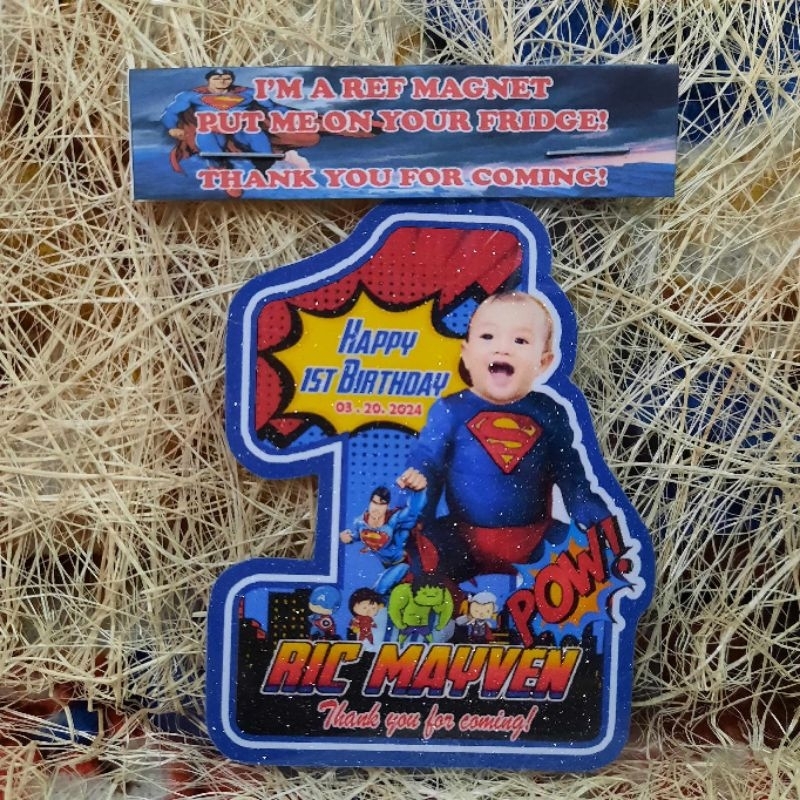 I'M A REF MAGNET
PUT ME ON YOUR FRIDGE!
THANK YOU FOR COMING!
HAPPY
1ST BIRTHDAY
03 . 20. 2024
POW!
RIC MAYVEN
Thank you for coming!